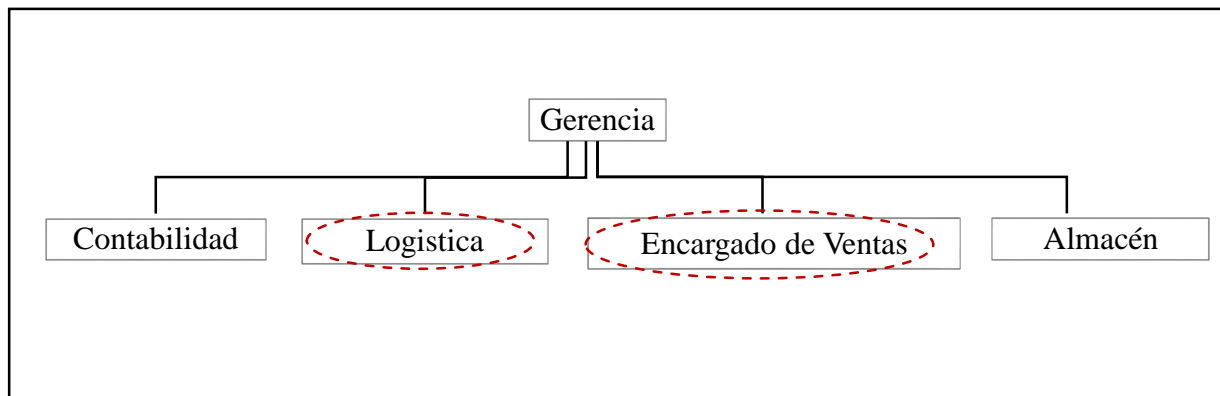 Gerencia
Contabilidad
Logistica
Encargado de Ventas
Almacén